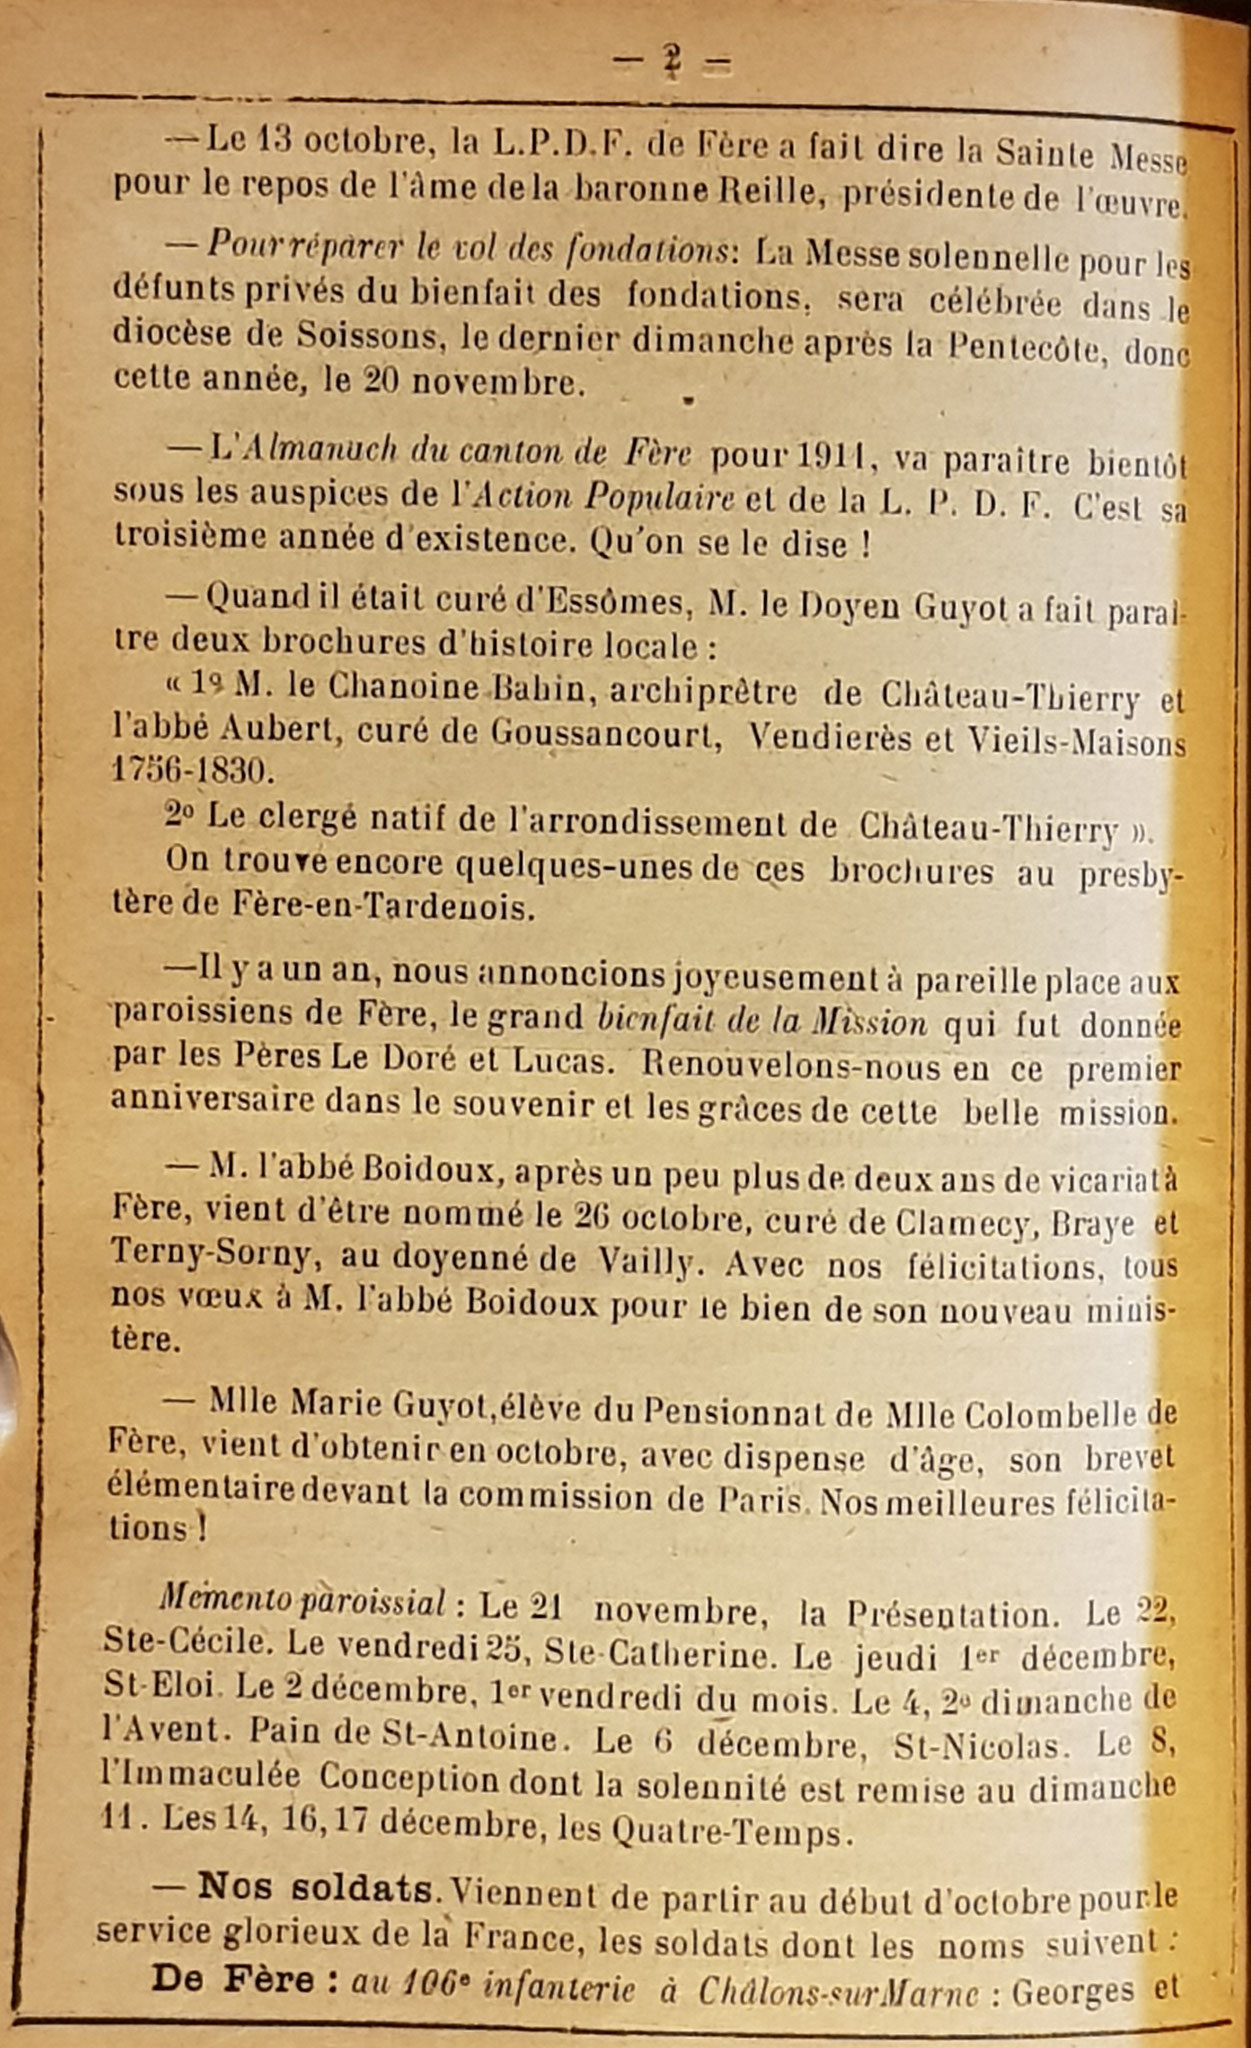 — 2 —
— Le 13 octobre, la L.P.D.F. de Fère a fait dire la Sainte Messe
pour le repos de l'âme de la baronne Reille, présidente de l'œuvre.
— Pour réparer le vol des fondations: La Messe solennelle pour les
défunts privés du bienfait des fondations, sera célébrée dans le
diocèse de Soissons, le dernier dimanche après la Pentecôte, donc
cette année, le 20 novembre.
— L'Almanach du canton de Fère pour 1911, va paraître bientôt
sous les auspices de l'Action Populaire et de la L. P. D. F. C'est sa
troisième année d'existence. Qu'on se le dise !
— Quand il était curé d'Essômes, M. le Doyen Guyot a fait paraî-
tre deux brochures d'histoire locale :
« 1º M. le Chanoine Bahin, archiprêtre de Château-Thierry et
l'abbé Aubert, curé de Goussancourt, Vendierès et Vieils-Maisons
1756-1830.
2º Le clergé natif de l'arrondissement de Château-Thierry ».
On trouve encore quelques-unes de ces brochures au presby-
tère de Fère-en-Tardenois.
— Il y a un an, nous annoncions joyeusement à pareille place aux
paroissiens de Fère, le grand bienfait de la Mission qui fut donnée
par les Pères Le Doré et Lucas. Renouvelons-nous en ce premier
anniversaire dans le souvenir et les grâces de cette belle mission.
— M. l'abbé Boidoux, après un peu plus de deux ans de vicariat à
Fère, vient d'être nommé le 26 octobre, curé de Clamecy, Braye et
Terny-Sorny, au doyenné de Vailly. Avec nos félicitations, tous
nos vœux à M. l'abbé Boidoux pour le bien de son nouveau minis-
tère.
— Mlle Marie Guyot, élève du Pensionnat de Mlle Colombelle de
Fère, vient d'obtenir en octobre, avec dispense d'âge, son brevet
élémentaire devant la commission de Paris. Nos meilleures félicita-
tions !
Memento paroissial : Le 21 novembre, la Présentation. Le 22,
Ste-Cécile. Le vendredi 25, Ste-Catherine. Le jeudi 1er décembre,
St-Eloi. Le 2 décembre, 1er vendredi du mois. Le 4, 2e dimanche de
l'Avent. Pain de St-Antoine. Le 6 décembre, St-Nicolas. Le 8,
l'Immaculée Conception dont la solennité est remise au dimanche
11. Les 14, 16, 17 décembre, les Quatre-Temps.
— Nos soldats. Viennent de partir au début d'octobre pour le
service glorieux de la France, les soldats dont les noms suivent :
De Fère : au 106e infanterie à Châlons-sur Marne : Georges et